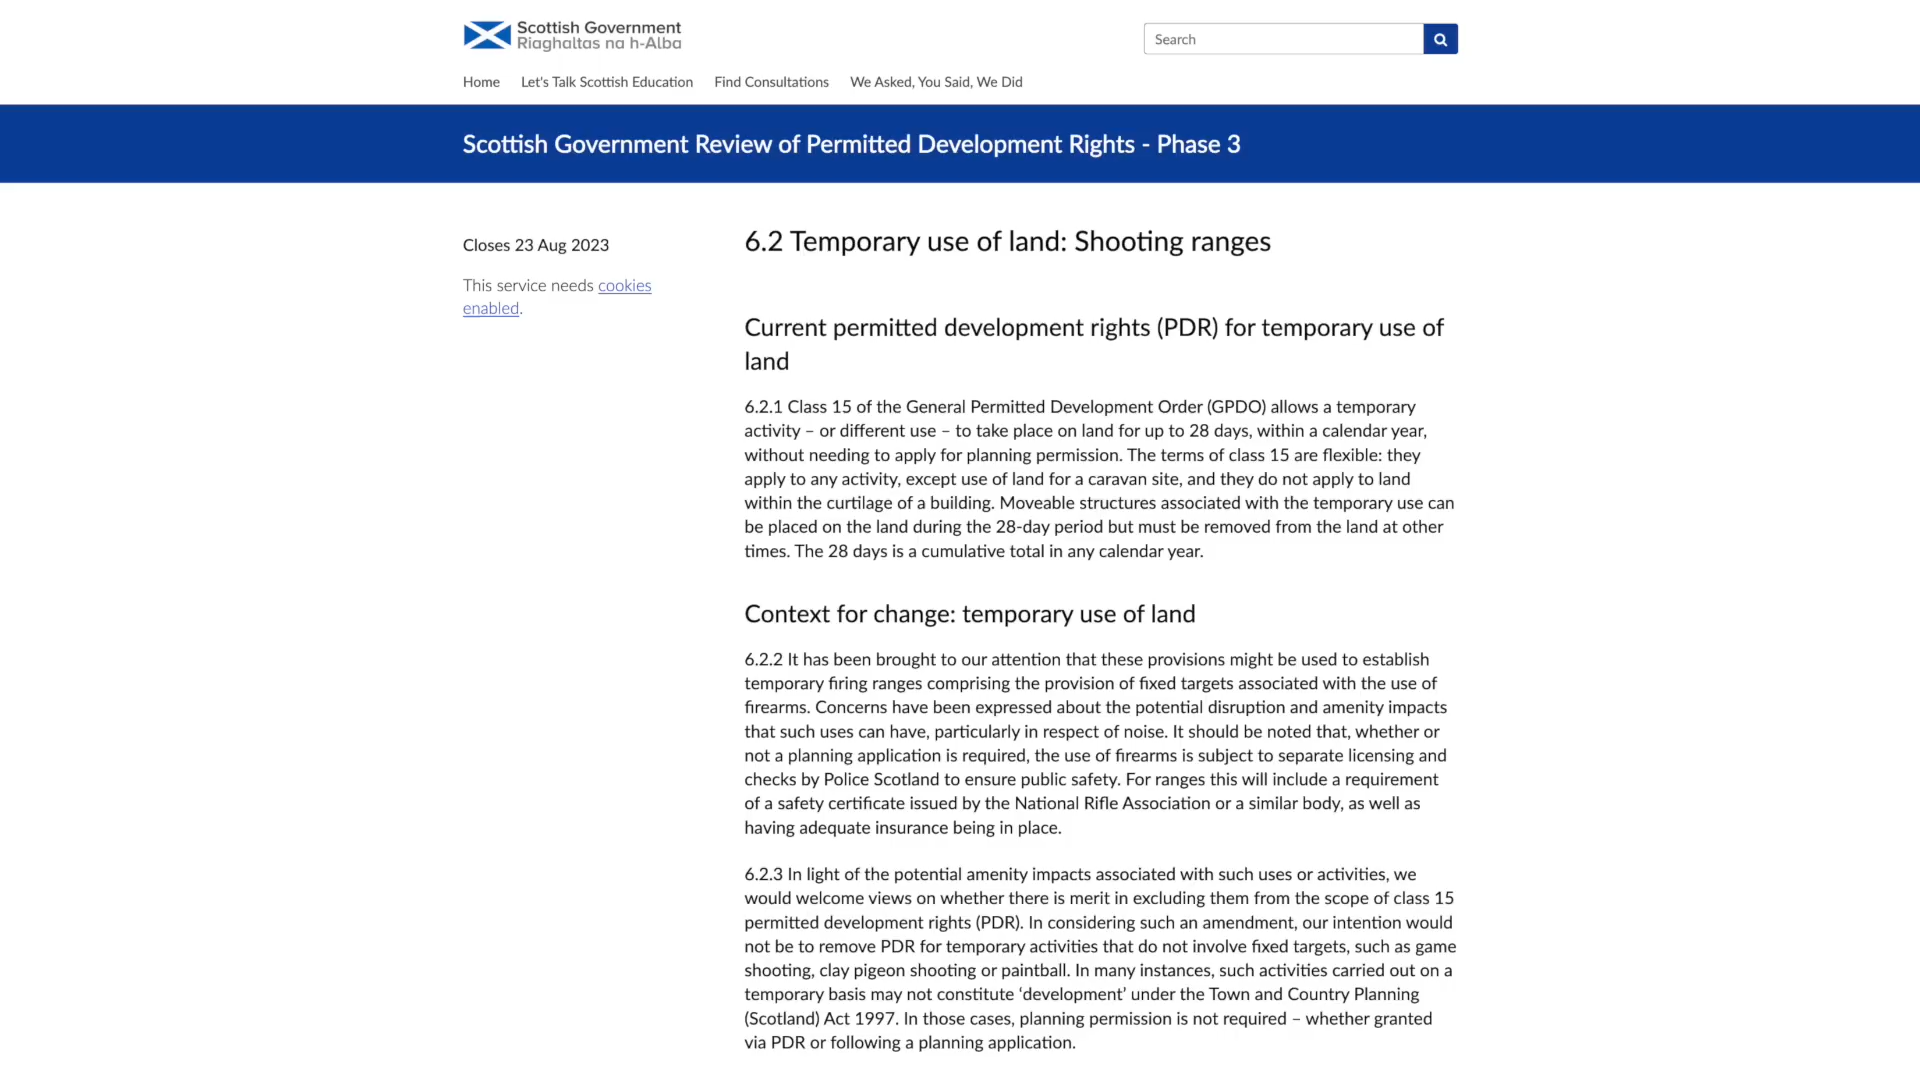 Scottish Government
Riaghaltas na h-Alba
Search
Home Let's Talk Scottish Education Find Consultations We Asked, You Said, We Did
Scottish Government Review of Permitted Development Rights - Phase 3
Closes 23 Aug 2023
This service needs cookies
enabled.
6.2 Temporary use of land: Shooting ranges
Current permitted development rights (PDR) for temporary use of
land
6.2.1 Class 15 of the General Permitted Development Order (GPDO) allows a temporary
activity – or different use – to take place on land for up to 28 days, within a calendar year,
without needing to apply for planning permission. The terms of class 15 are flexible: they
apply to any activity, except use of land for a caravan site, and they do not apply to land
within the curtilage of a building. Moveable structures associated with the temporary use can
be placed on the land during the 28-day period but must be removed from the land at other
times. The 28 days is a cumulative total in any calendar year.
Context for change: temporary use of land
6.2.2 It has been brought to our attention that these provisions might be used to establish
temporary firing ranges comprising the provision of fixed targets associated with the use of
firearms. Concerns have been expressed about the potential disruption and amenity impacts
that such uses can have, particularly in respect of noise. It should be noted that, whether or
not a planning application is required, the use of firearms is subject to separate licensing and
checks by Police Scotland to ensure public safety. For ranges this will include a requirement
of a safety certificate issued by the National Rifle Association or a similar body, as well as
having adequate insurance being in place.
6.2.3 In light of the potential amenity impacts associated with such uses or activities, we
would welcome views on whether there is merit in excluding them from the scope of class 15
permitted development rights (PDR). In considering such an amendment, our intention would
not be to remove PDR for temporary activities that do not involve fixed targets, such as game
shooting, clay pigeon shooting or paintball. In many instances, such activities carried out on a
temporary basis may not constitute ‘development’ under the Town and Country Planning
(Scotland) Act 1997. In those cases, planning permission is not required – whether granted
via PDR or following a planning application.